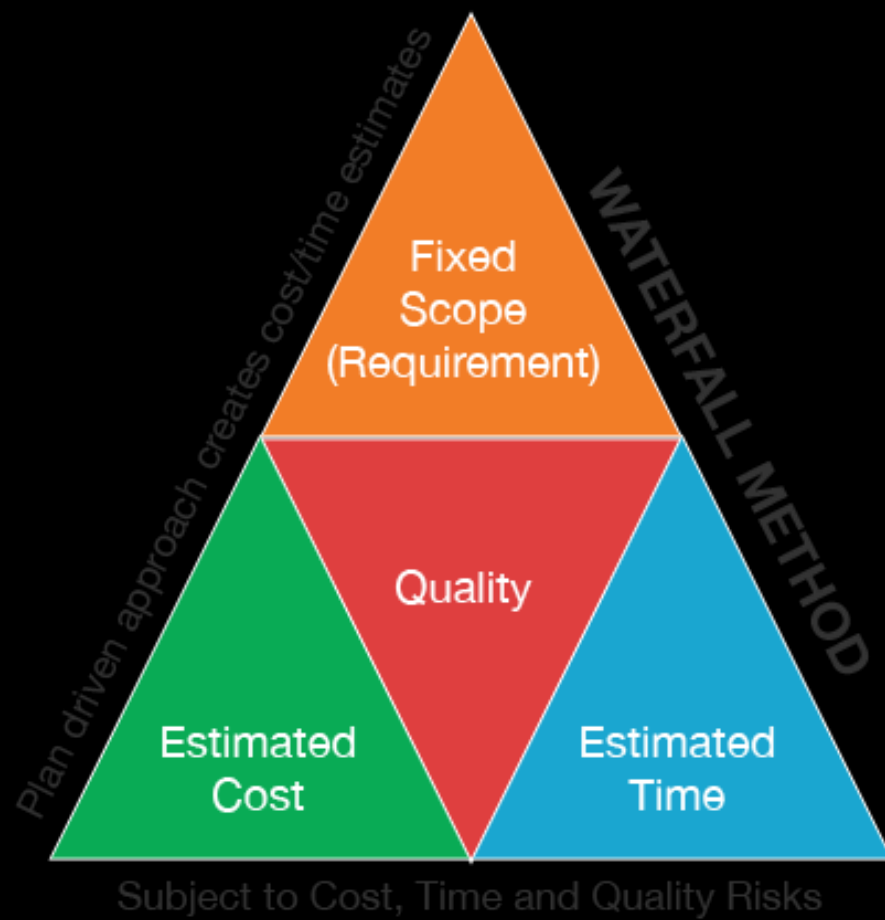 Plan driven approach creates cost/time estimates
WATERFALL METHOD
Fixed
Scope
(Requirement)
Quality
Estimated
Cost
Estimated
Time
Subject to Cost, Time and Quality Risks